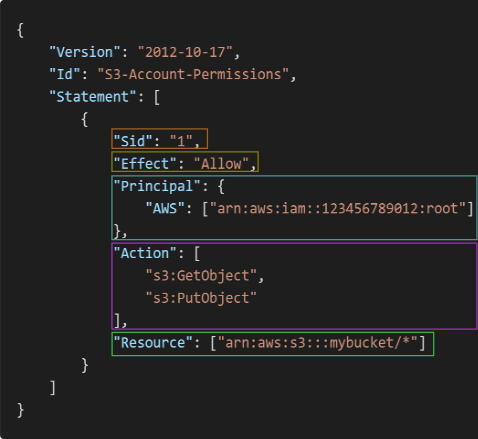 {
    "Version": "2012-10-17",
    "Id": "S3-Account-Permissions",
    "Statement": [
        {
            "Sid": "1",
            "Effect": "Allow",
            "Principal": {
                "AWS": ["arn:aws:iam::123456789012:root"]
            },
            "Action": [
                "s3:GetObject",
                "s3:PutObject"
            ],
            "Resource": ["arn:aws:s3:::mybucket/*"]
        }
    ]
}